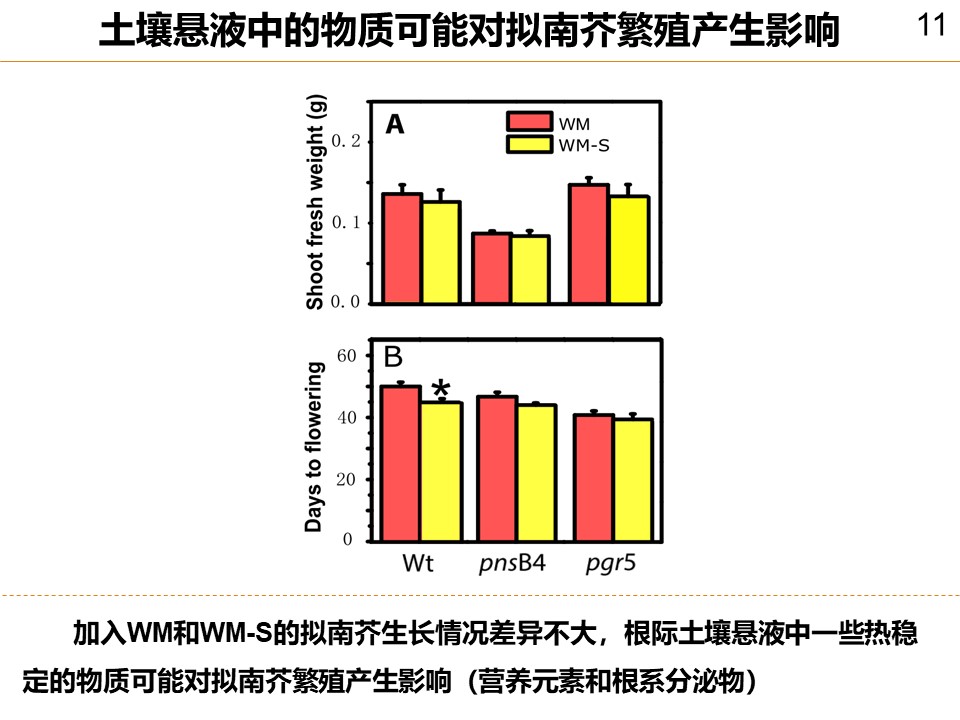 土壤悬液中的物质可能对拟南芥繁殖产生影响
11
Shoot fresh weight (g)
A
WM
WM-S
0.2
0.1
0.0
Days to flowering
B
*
60
40
20
0
Wt pnsB4 pgr5
加入WM和WM-S的拟南芥生长情况差异不大，根际土壤悬液中一些热稳
定的物质可能对拟南芥繁殖产生影响（营养元素和根系分泌物）